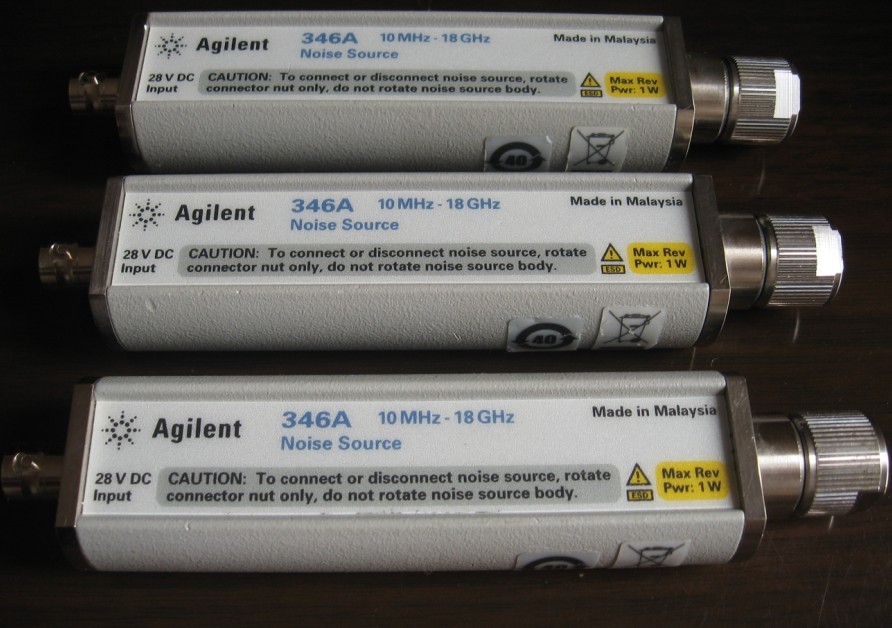 Agilent 346A 10 MHz - 18 GHz Made in Malaysia
Noise Source
28 V DC CAUTION: To connect or disconnect noise source, rotate Max Rev
Input connector nut only, do not rotate noise source body. ESD Pwr: 1 W
40
Agilent 346A 10 MHz - 18 GHz Made in Malaysia
Noise Source
28 V DC CAUTION: To connect or disconnect noise source, rotate Max Rev
Input connector nut only, do not rotate noise source body. ESD Pwr: 1 W
40
Agilent 346A 10 MHz - 18 GHz Made in Malaysia
Noise Source
28 V DC CAUTION: To connect or disconnect noise source, rotate Max Rev
Input connector nut only, do not rotate noise source body. ESD Pwr: 1 W
40